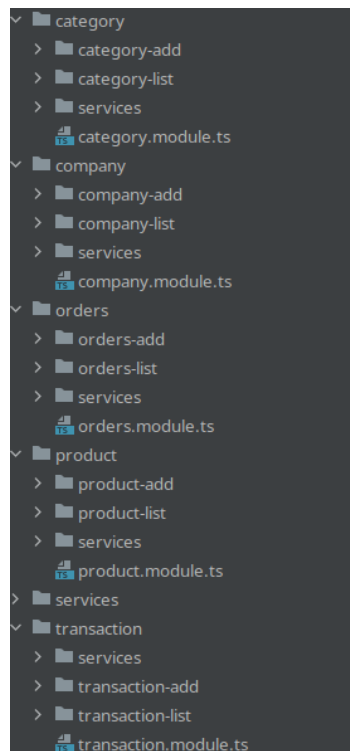 category
category-add
category-list
services
category.module.ts
company
company-add
company-list
services
company.module.ts
orders
orders-add
orders-list
services
orders.module.ts
product
product-add
product-list
services
product.module.ts
services
transaction
services
transaction-add
transaction-list
transaction.module.ts